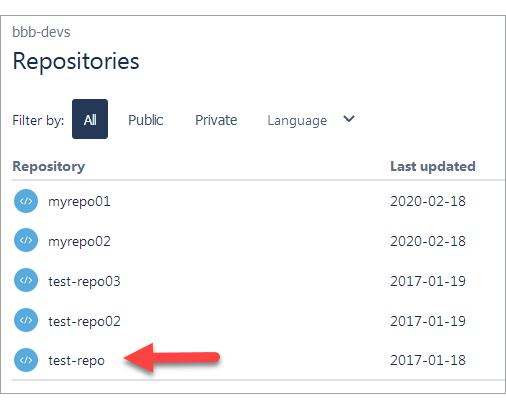 bbb-devs
Repositories
Filter by: All Public Private Language
Repository Last updated
myrepo01 2020-02-18
myrepo02 2020-02-18
test-repo03 2017-01-19
test-repo02 2017-01-19
test-repo 2017-01-18